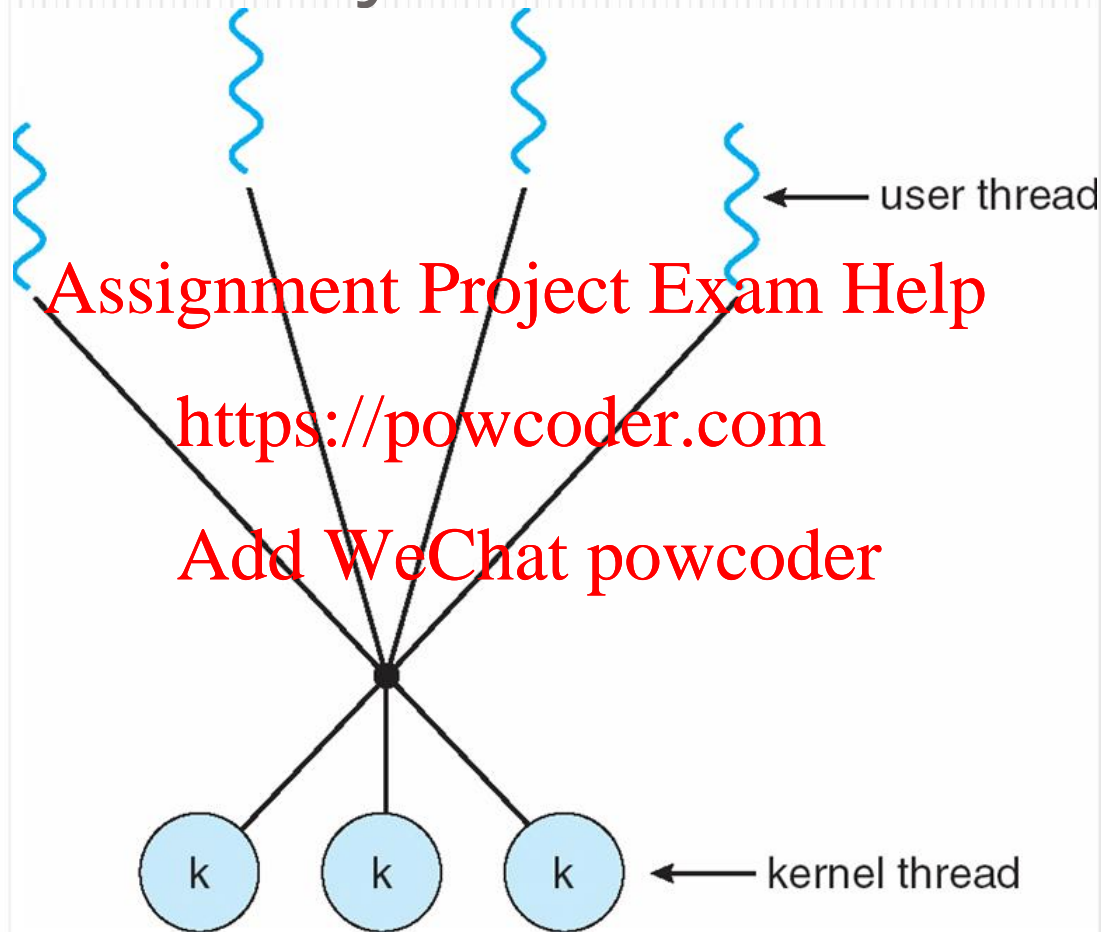 user thread
Assignment Project Exam Help
https://powcoder.com
Add WeChat powcoder
k k k
kernel thread